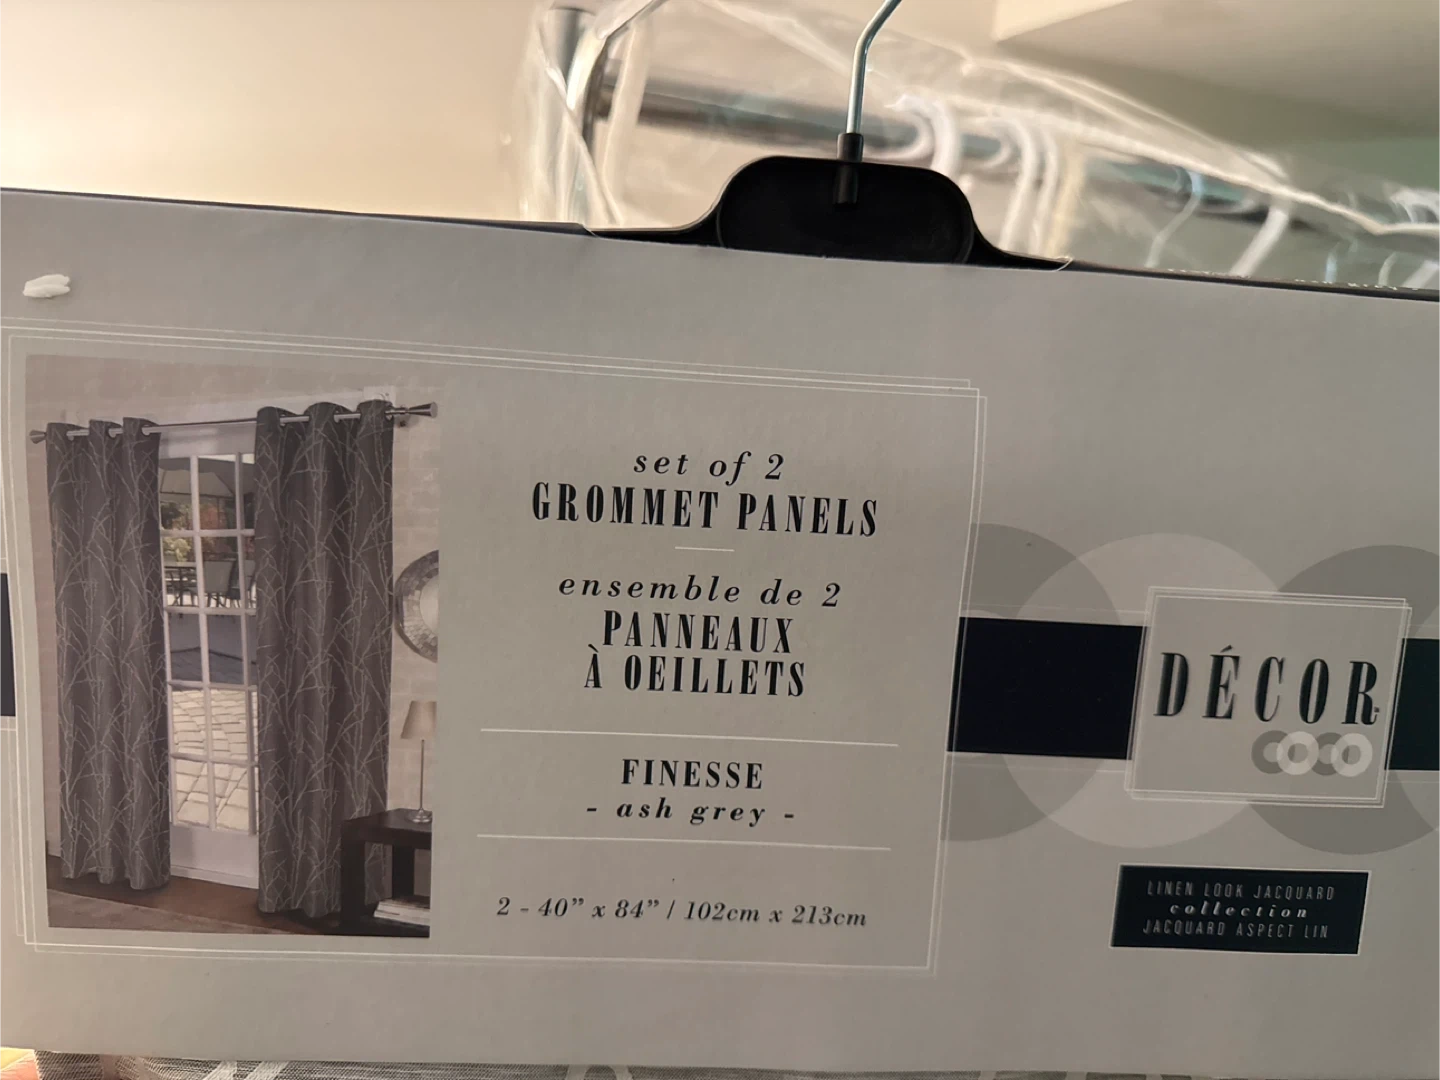 set of 2
GROMMET PANELS
ensemble de 2
PANNEAUX
À OEILLETS
FINESSE
- ash grey -
2 - 40” x 84” / 102cm x 213cm
DÉCOR
LINEN LOOK JACQUARD
collection
JACQUARD ASPECT LIN